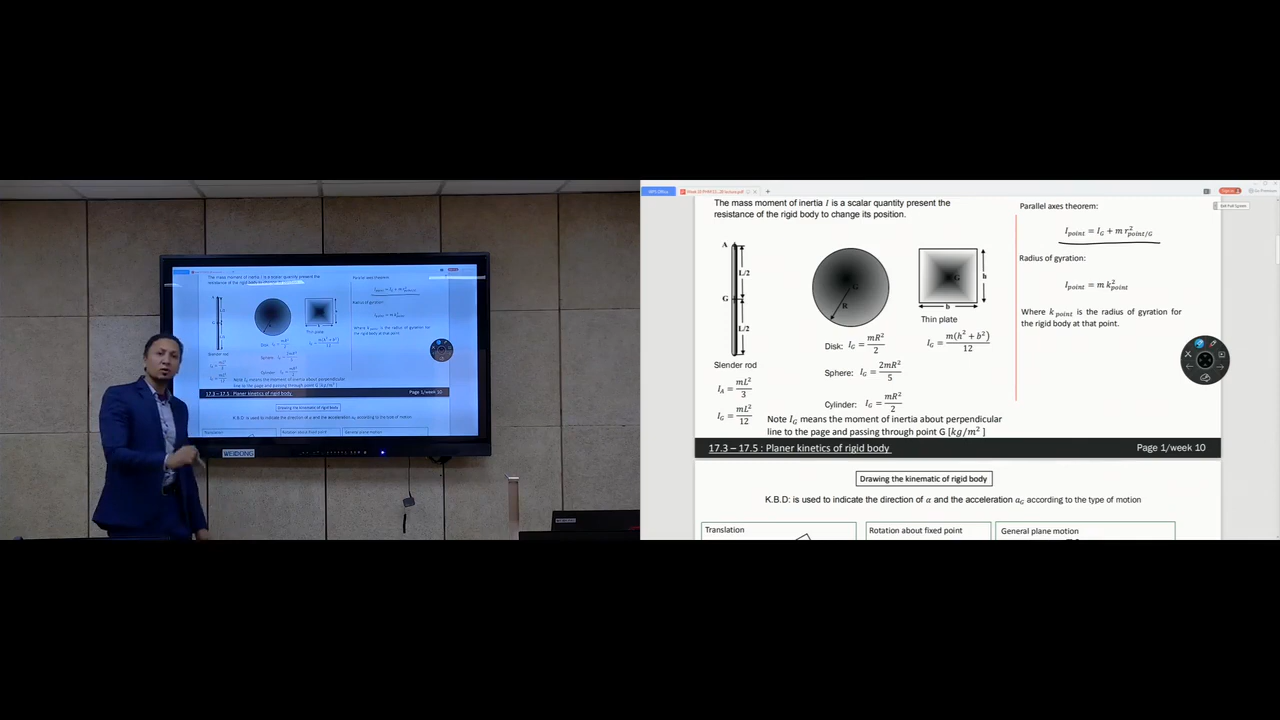 The mass moment of inertia I is a scalar quantity present the
resistance of the rigid body to change its position.
A
L/2
G
L/2
Slender rod
I_A = mL²/3
I_G = mL²/12
G
R
Disk: I_G = mR²/2
Sphere: I_G = 2mR²/5
Cylinder: I_G = mR²/2
G
h
b
Thin plate
I_G = m(h² + b²)/12
Note I_G means the moment of inertia about perpendicular
line to the page and passing through point G [kg/m²]
Parallel axes theorem:
I_point = I_G + m r²_point/G
Radius of gyration:
I_point = m k²_point
Where k_point is the radius of gyration for
the rigid body at that point.
17.3 – 17.5 : Planer kinetics of rigid body
Page 1/week 10
Drawing the kinematic of rigid body
K.B.D: is used to indicate the direction of α and the acceleration a_G according to the type of motion
Translation
Rotation about fixed point
General plane motion
WEIDONG